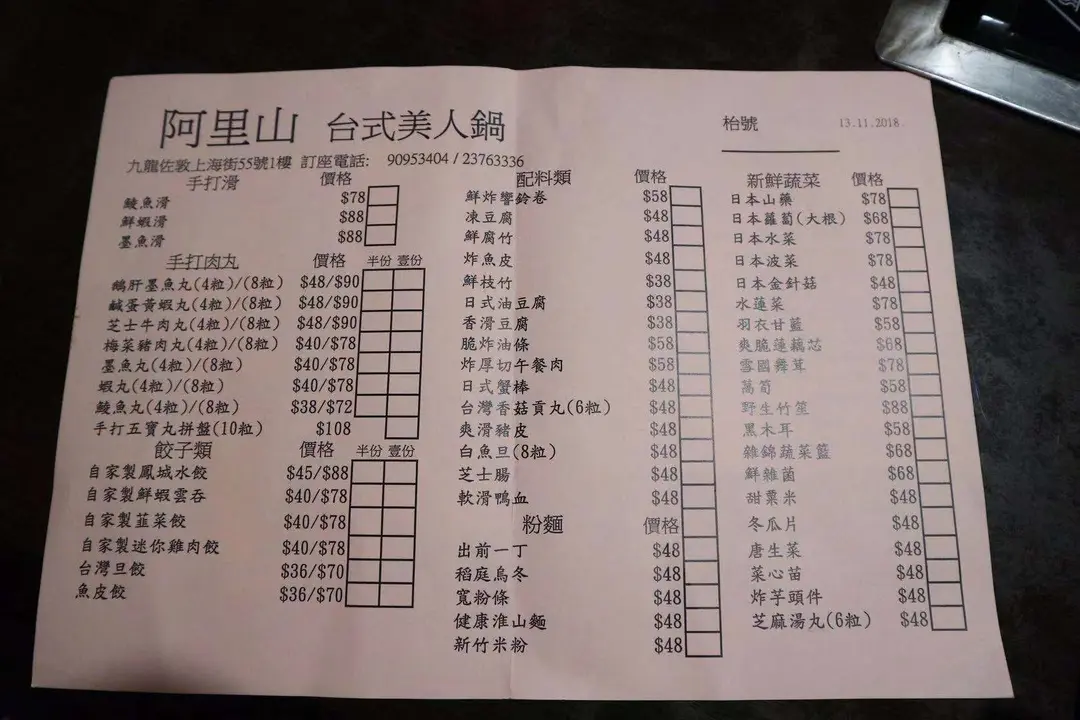 阿里山 台式美人鍋
枱號
13.11.2018
九龍佐敦上海街55號1樓 訂座電話: 90953404 / 23763336
手打滑 價格
鯪魚滑 $78
鮮蝦滑 $88
墨魚滑 $88
手打肉丸 價格 半份 壹份
鵝肝墨魚丸(4粒)/(8粒) $48/$90
鹹蛋黃蝦丸(4粒)/(8粒) $48/$90
芝士牛肉丸(4粒)/(8粒) $48/$90
梅菜豬肉丸(4粒)/(8粒) $40/$78
墨魚丸(4粒)/(8粒) $40/$78
蝦丸(4粒)/(8粒) $40/$78
鯪魚丸(4粒)/(8粒) $38/$72
手打五寶丸拼盤(10粒) $108
餃子類 價格 半份 壹份
自家製鳳城水餃 $45/$88
自家製鮮蝦雲吞 $40/$78
自家製韮菜餃 $40/$78
自家製迷你雞肉餃 $40/$78
台灣旦餃 $36/$70
魚皮餃 $36/$70
配料類 價格
鮮炸響鈴卷 $58
凍豆腐 $48
鮮腐竹 $48
炸魚皮 $48
鮮枝竹 $38
日式油豆腐 $38
香滑豆腐 $38
脆炸油條 $58
炸厚切午餐肉 $58
日式蟹棒 $48
台灣香菇貢丸(6粒) $48
爽滑豬皮 $48
白魚旦(8粒) $48
芝士腸 $48
軟滑鴨血 $48
粉麵 價格
出前一丁 $48
稻庭烏冬 $48
寬粉條 $48
健康淮山麵 $48
新竹米粉 $48
新鮮蔬菜 價格
日本山藥 $78
日本蘿蔔(大根) $68
日本水菜 $78
日本波菜 $78
日本金針菇 $48
水蓮菜 $78
羽衣甘藍 $58
爽脆蓮藕芯 $68
雪國舞茸 $78
萵筍 $58
野生竹笙 $88
黑木耳 $58
雜錦蔬菜籃 $68
鮮雜菌 $68
甜粟米 $48
冬瓜片 $48
唐生菜 $48
菜心苗 $48
炸芋頭件 $48
芝麻湯丸(6粒) $48